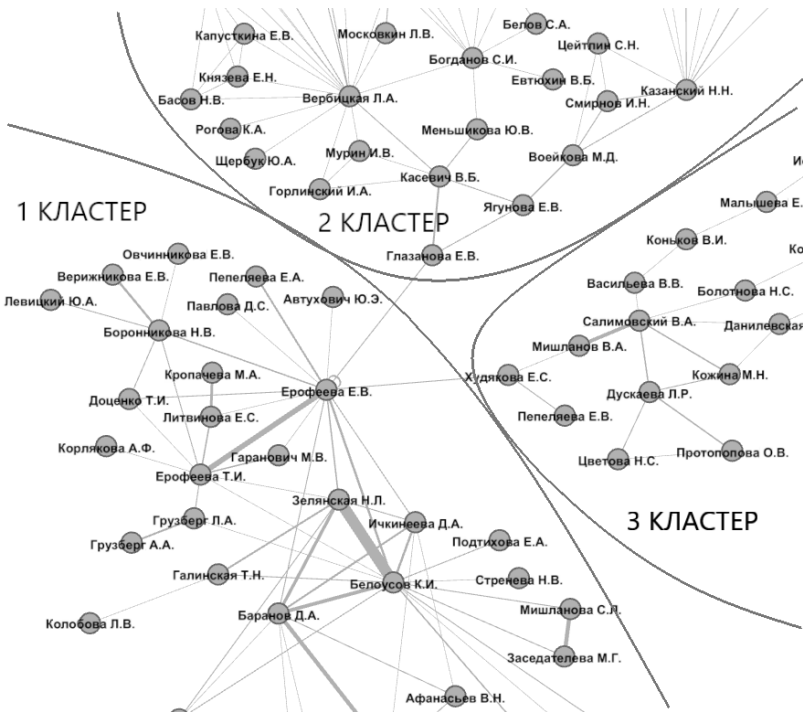 Капусткина Е.В.
Московкин Л.В.
Белов С.А.
Цейтлин С.Н.
Богданов С.И.
Князева Е.Н.
Евтюхин В.Б.
Казанский Н.Н.
Басов Н.В.
Вербицкая Л.А.
Смирнов И.Н.
Рогова К.А.
Меньшикова Ю.В.
Щербук Ю.А.
Мурин И.В.
Воейкова М.Д.
Касевич В.Б.
Горлинский И.А.
Малышева Е.
1 КЛАСТЕР
2 КЛАСТЕР
Ягунова Е.В.
Коньков В.И.
Овчинникова Е.В.
Глазанова Е.В.
Верижникова Е.В.
Пепеляева Е.А.
Васильева В.В.
Болотнова Н.С.
Левицкий Ю.А.
Павлова Д.С.
Автухович Ю.Э.
Салимовский В.А.
Данилевская
Боронникова Н.В.
Мишланов В.А.
Кропачева М.А.
Худякова Е.С.
Кожина М.Н.
Ерофеева Е.В.
Доценко Т.И.
Дускаева Л.Р.
Литвинова Е.С.
Пепеляева Е.В.
Корлякова А.Ф.
Гаранович М.В.
Цветова Н.С.
Протопопова О.В.
Ерофеева Т.И.
Зелянская Н.Л.
3 КЛАСТЕР
Грузберг Л.А.
Ичкинеева Д.А.
Грузберг А.А.
Подтихова Е.А.
Галинская Т.Н.
Белоусов К.И.
Стренева Н.В.
Баранов Д.А.
Мишланова С.Л.
Колобова Л.В.
Заседателева М.Г.
Афанасьев В.Н.